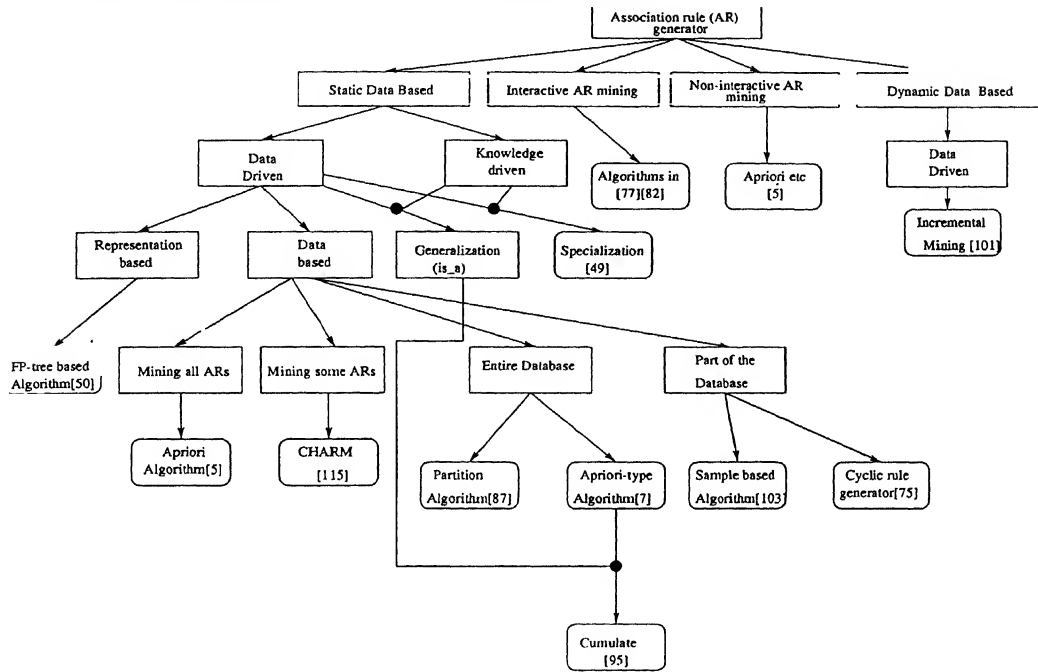 Association rule (AR)
generator
Static Data Based
Interactive AR mining
Non-interactive AR
mining
Dynamic Data Based
Data
Driven
Knowledge
driven
Algorithms in
[77][82]
Apriori etc
[5]
Data
Driven
Incremental
Mining [101]
Representation
based
Data
based
Generalization
(is_a)
Specialization
[49]
FP-tree based
Algorithm[50]
Mining all ARs
Mining some ARs
Entire Database
Part of the
Database
Apriori
Algorithm[5]
CHARM
[115]
Partition
Algorithm[87]
Apriori-type
Algorithm[7]
Sample based
Algorithm[103]
Cyclic rule
generator[75]
Cumulate
[95]